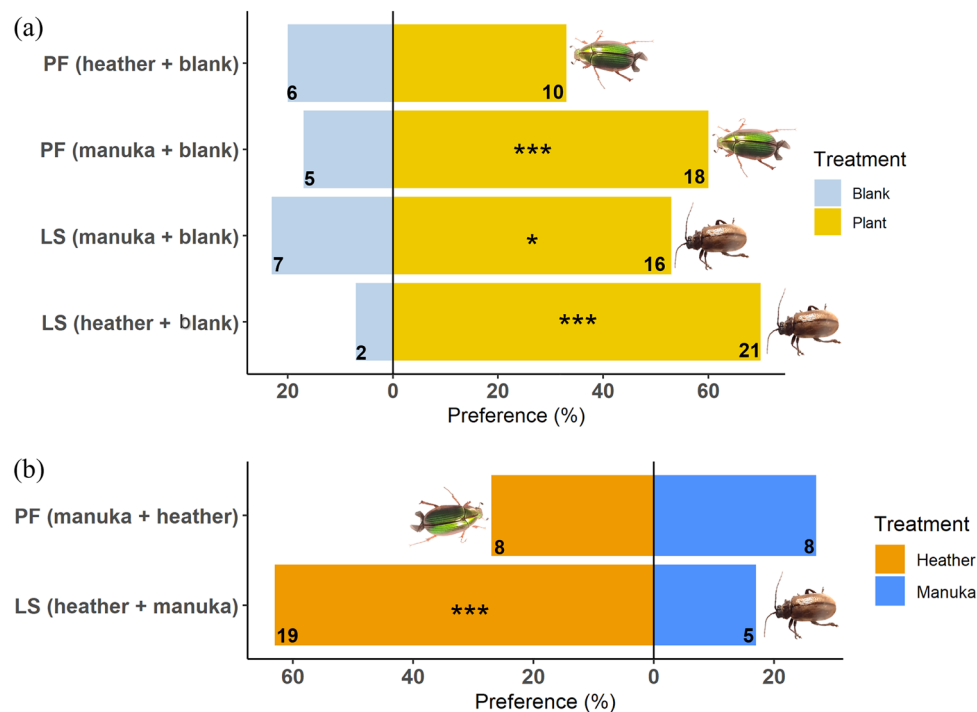 (a)
PF (heather + blank)
6
10
PF (manuka + blank)
***
5
18
LS (manuka + blank)
*
7
16
LS (heather + blank)
***
2
21
20
0
20
40
60
Preference (%)
Treatment
Blank
Plant
(b)
PF (manuka + heather)
8
8
LS (heather + manuka)
***
19
5
60
40
20
0
20
Preference (%)
Treatment
Heather
Manuka